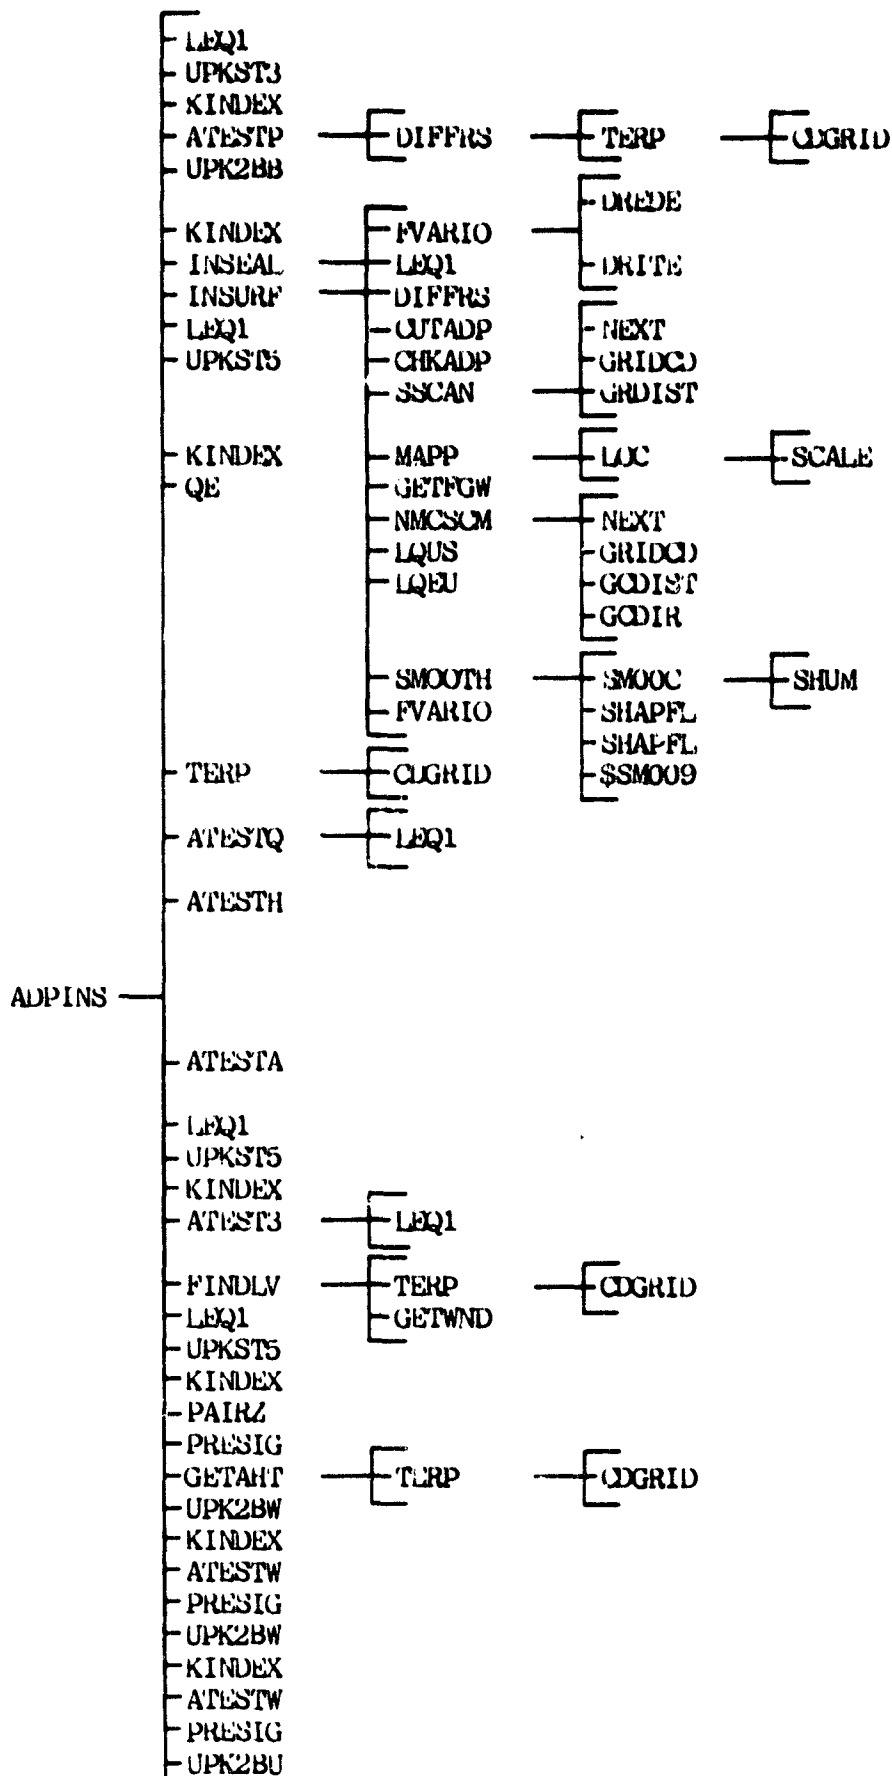 LEQ1
UPKST3
KINDEX
ATESTP DIFFRS TERP CDGRID
UPK2BB
DREDE
KINDEX FVARIO
INSEAL LEQ1 DRITE
INSURF DIFFRS
LEQ1 CUTADP NEXT
UPKST5 CHKADP GRIDCD
SSCAN GRDIST
KINDEX MAPP LOC SCALE
QE GETFGW
NMCSCM NEXT
LQUS GRIDCD
LQEU GCDIST
GCDIR
SMOOTH SMOOC SHUM
FVARIO SHAPFL
SHAPFL
TERP CDGRID $SM009
ATESTQ LEQ1
ATESTH
ADPINS
ATESTA
LEQ1
UPKST5
KINDEX
ATEST3 LEQ1
FINDLV TERP CDGRID
LEQ1 GETWND
UPKST5
KINDEX
PAIRZ
PRESIG
GETAHT TERP CDGRID
UPK2BW
KINDEX
ATESTW
PRESIG
UPK2BW
KINDEX
ATESTW
PRESIG
UPK2BU